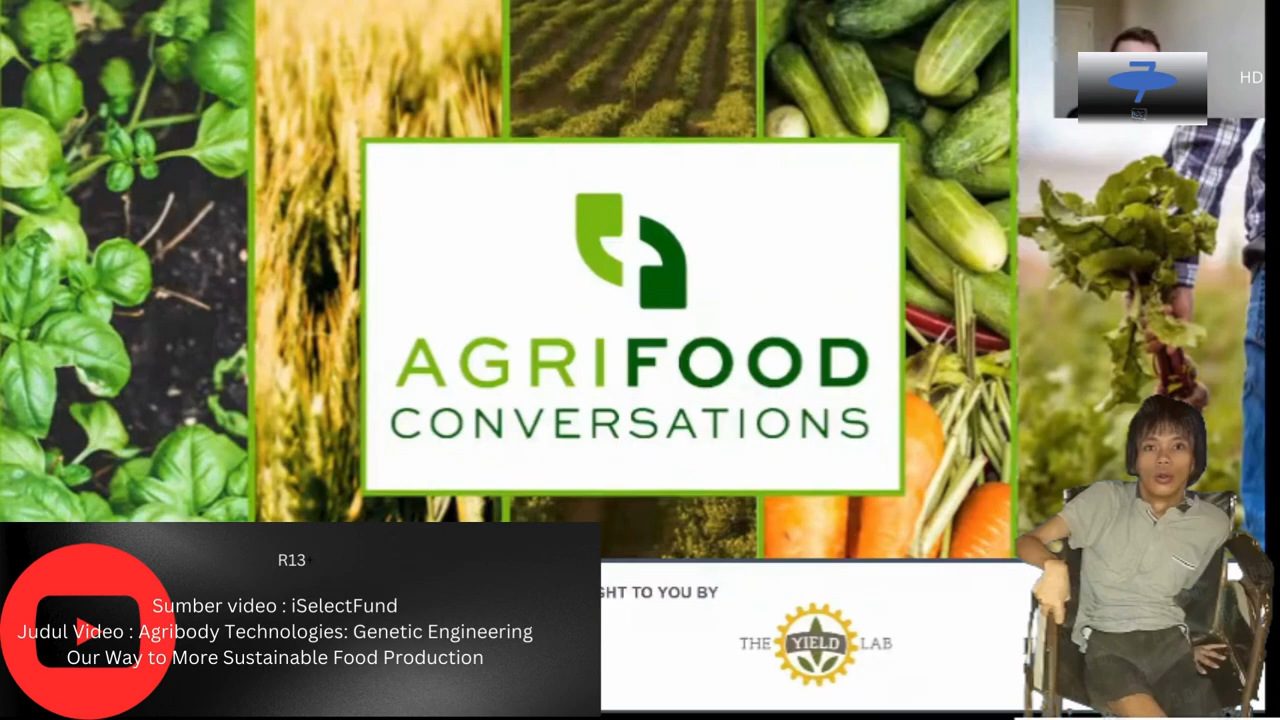 7
HD
AGRIFOOD
CONVERSATIONS
R13+
Sumber video : iSelectFund
Judul Video : Agribody Technologies: Genetic Engineering
Our Way to More Sustainable Food Production
GHT TO YOU BY
THE YIELD LAB